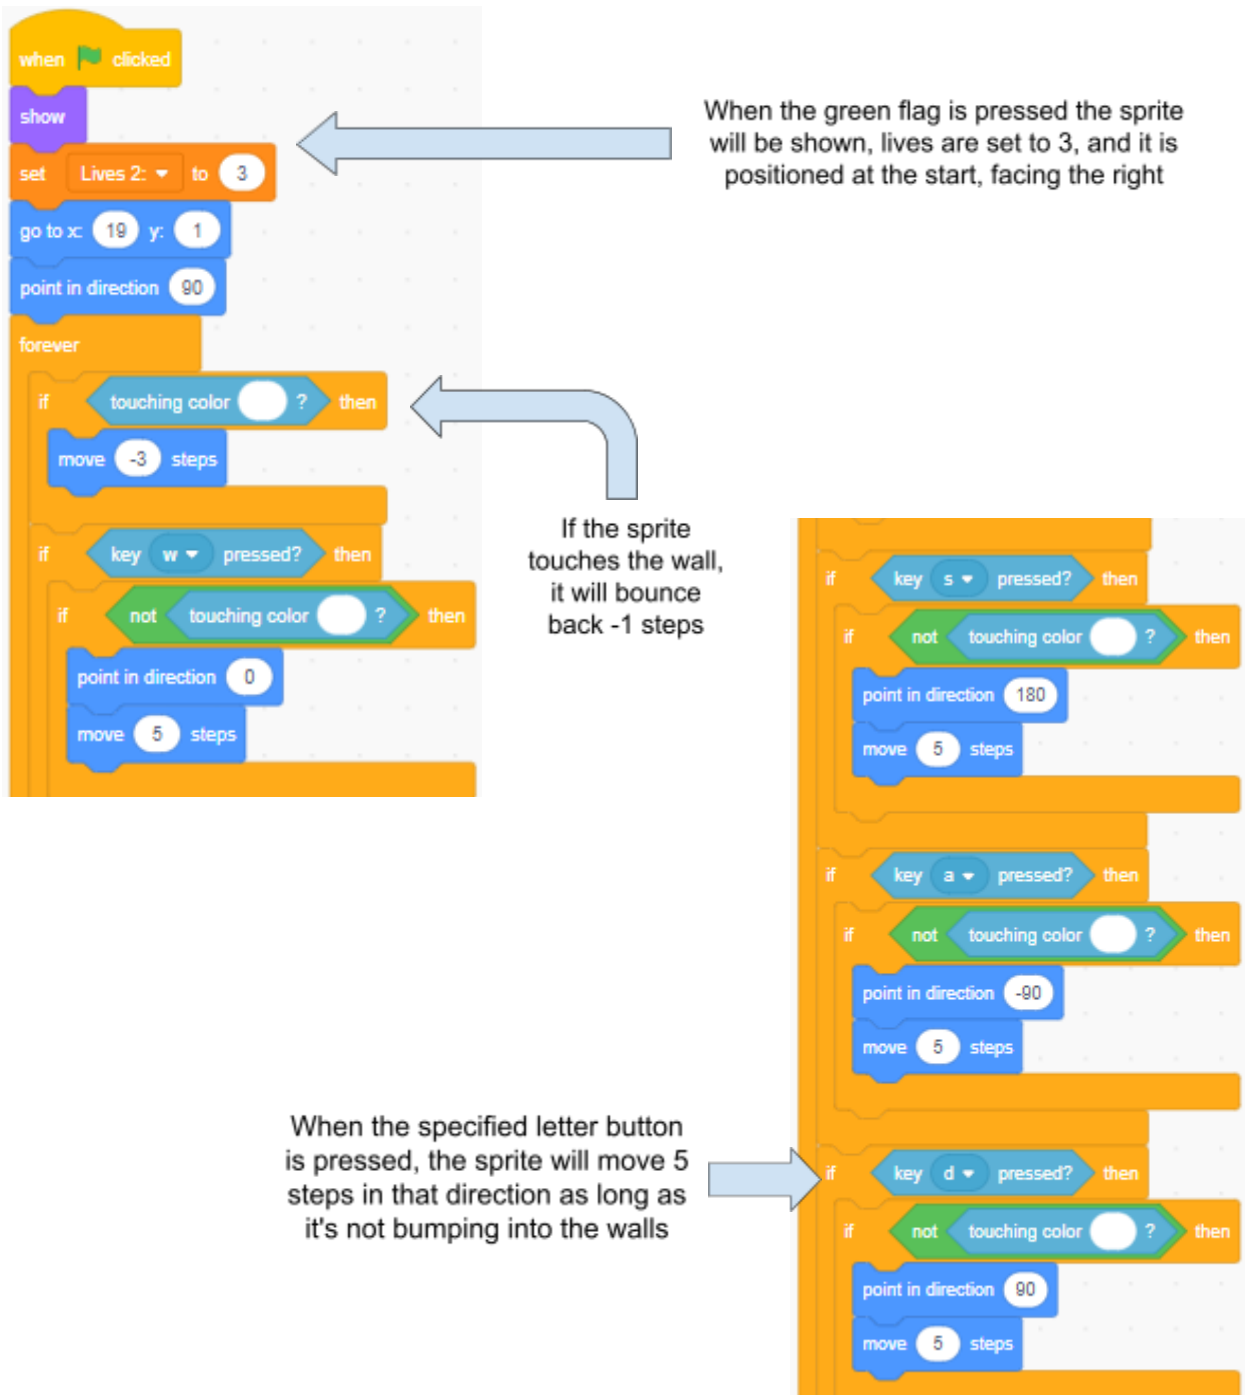 when clicked
show
set Lives 2: to 3
go to x: 19 y: 1
point in direction 90
forever
if touching color ? then
move -3 steps
if key w pressed? then
if not touching color ? then
point in direction 0
move 5 steps
When the green flag is pressed the sprite
will be shown, lives are set to 3, and it is
positioned at the start, facing the right
If the sprite
touches the wall,
it will bounce
back -1 steps
if key s pressed? then
if not touching color ? then
point in direction 180
move 5 steps
if key a pressed? then
if not touching color ? then
point in direction -90
move 5 steps
When the specified letter button
is pressed, the sprite will move 5
steps in that direction as long as
it's not bumping into the walls
if key d pressed? then
if not touching color ? then
point in direction 90
move 5 steps